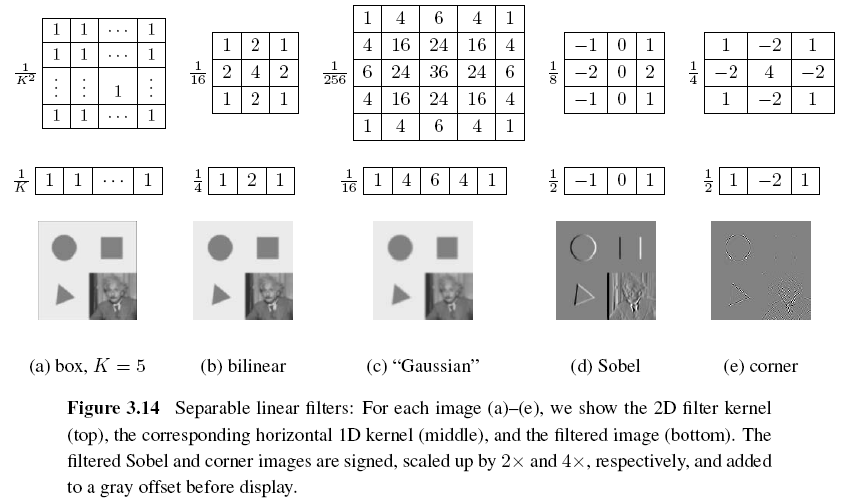 1/K² 1 1 ⋯ 1
1 1 ⋯ 1
⋮ ⋮ 1 ⋮
1 1 ⋯ 1
1/16 1 2 1
2 4 2
1 2 1
1/256 1 4 6 4 1
4 16 24 16 4
6 24 36 24 6
4 16 24 16 4
1 4 6 4 1
1/8 −1 0 1
−2 0 2
−1 0 1
1/4 1 −2 1
−2 4 −2
1 −2 1
1/K 1 1 ⋯ 1
1/4 1 2 1
1/16 1 4 6 4 1
1/2 −1 0 1
1/2 1 −2 1
(a) box, K = 5
(b) bilinear
(c) “Gaussian”
(d) Sobel
(e) corner
Figure 3.14 Separable linear filters: For each image (a)–(e), we show the 2D filter kernel
(top), the corresponding horizontal 1D kernel (middle), and the filtered image (bottom). The
filtered Sobel and corner images are signed, scaled up by 2× and 4×, respectively, and added
to a gray offset before display.